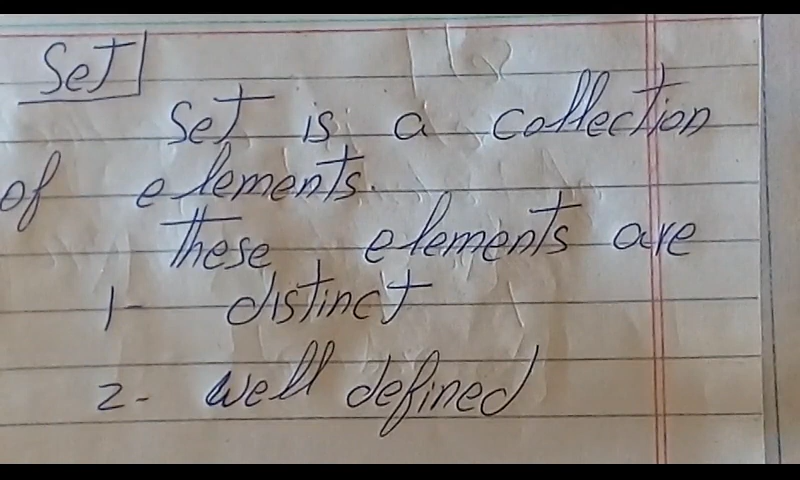 Set
Set is a collection
of elements.
these elements are
1- distinct
2- well defined